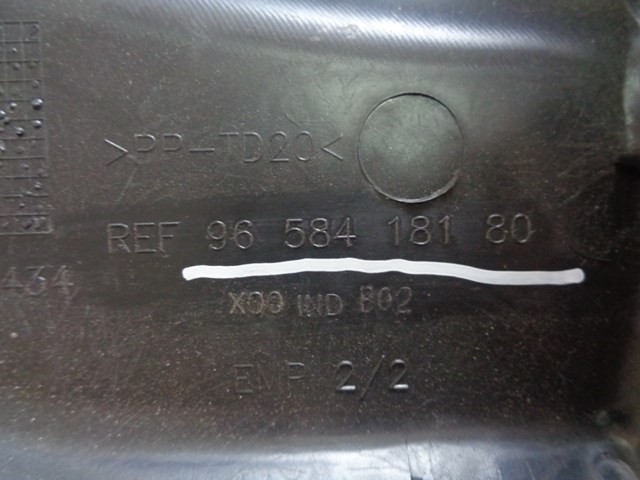 >PP-TD20<
REF 96 584 181 80
434
X00 IND B02
EMP 2/2